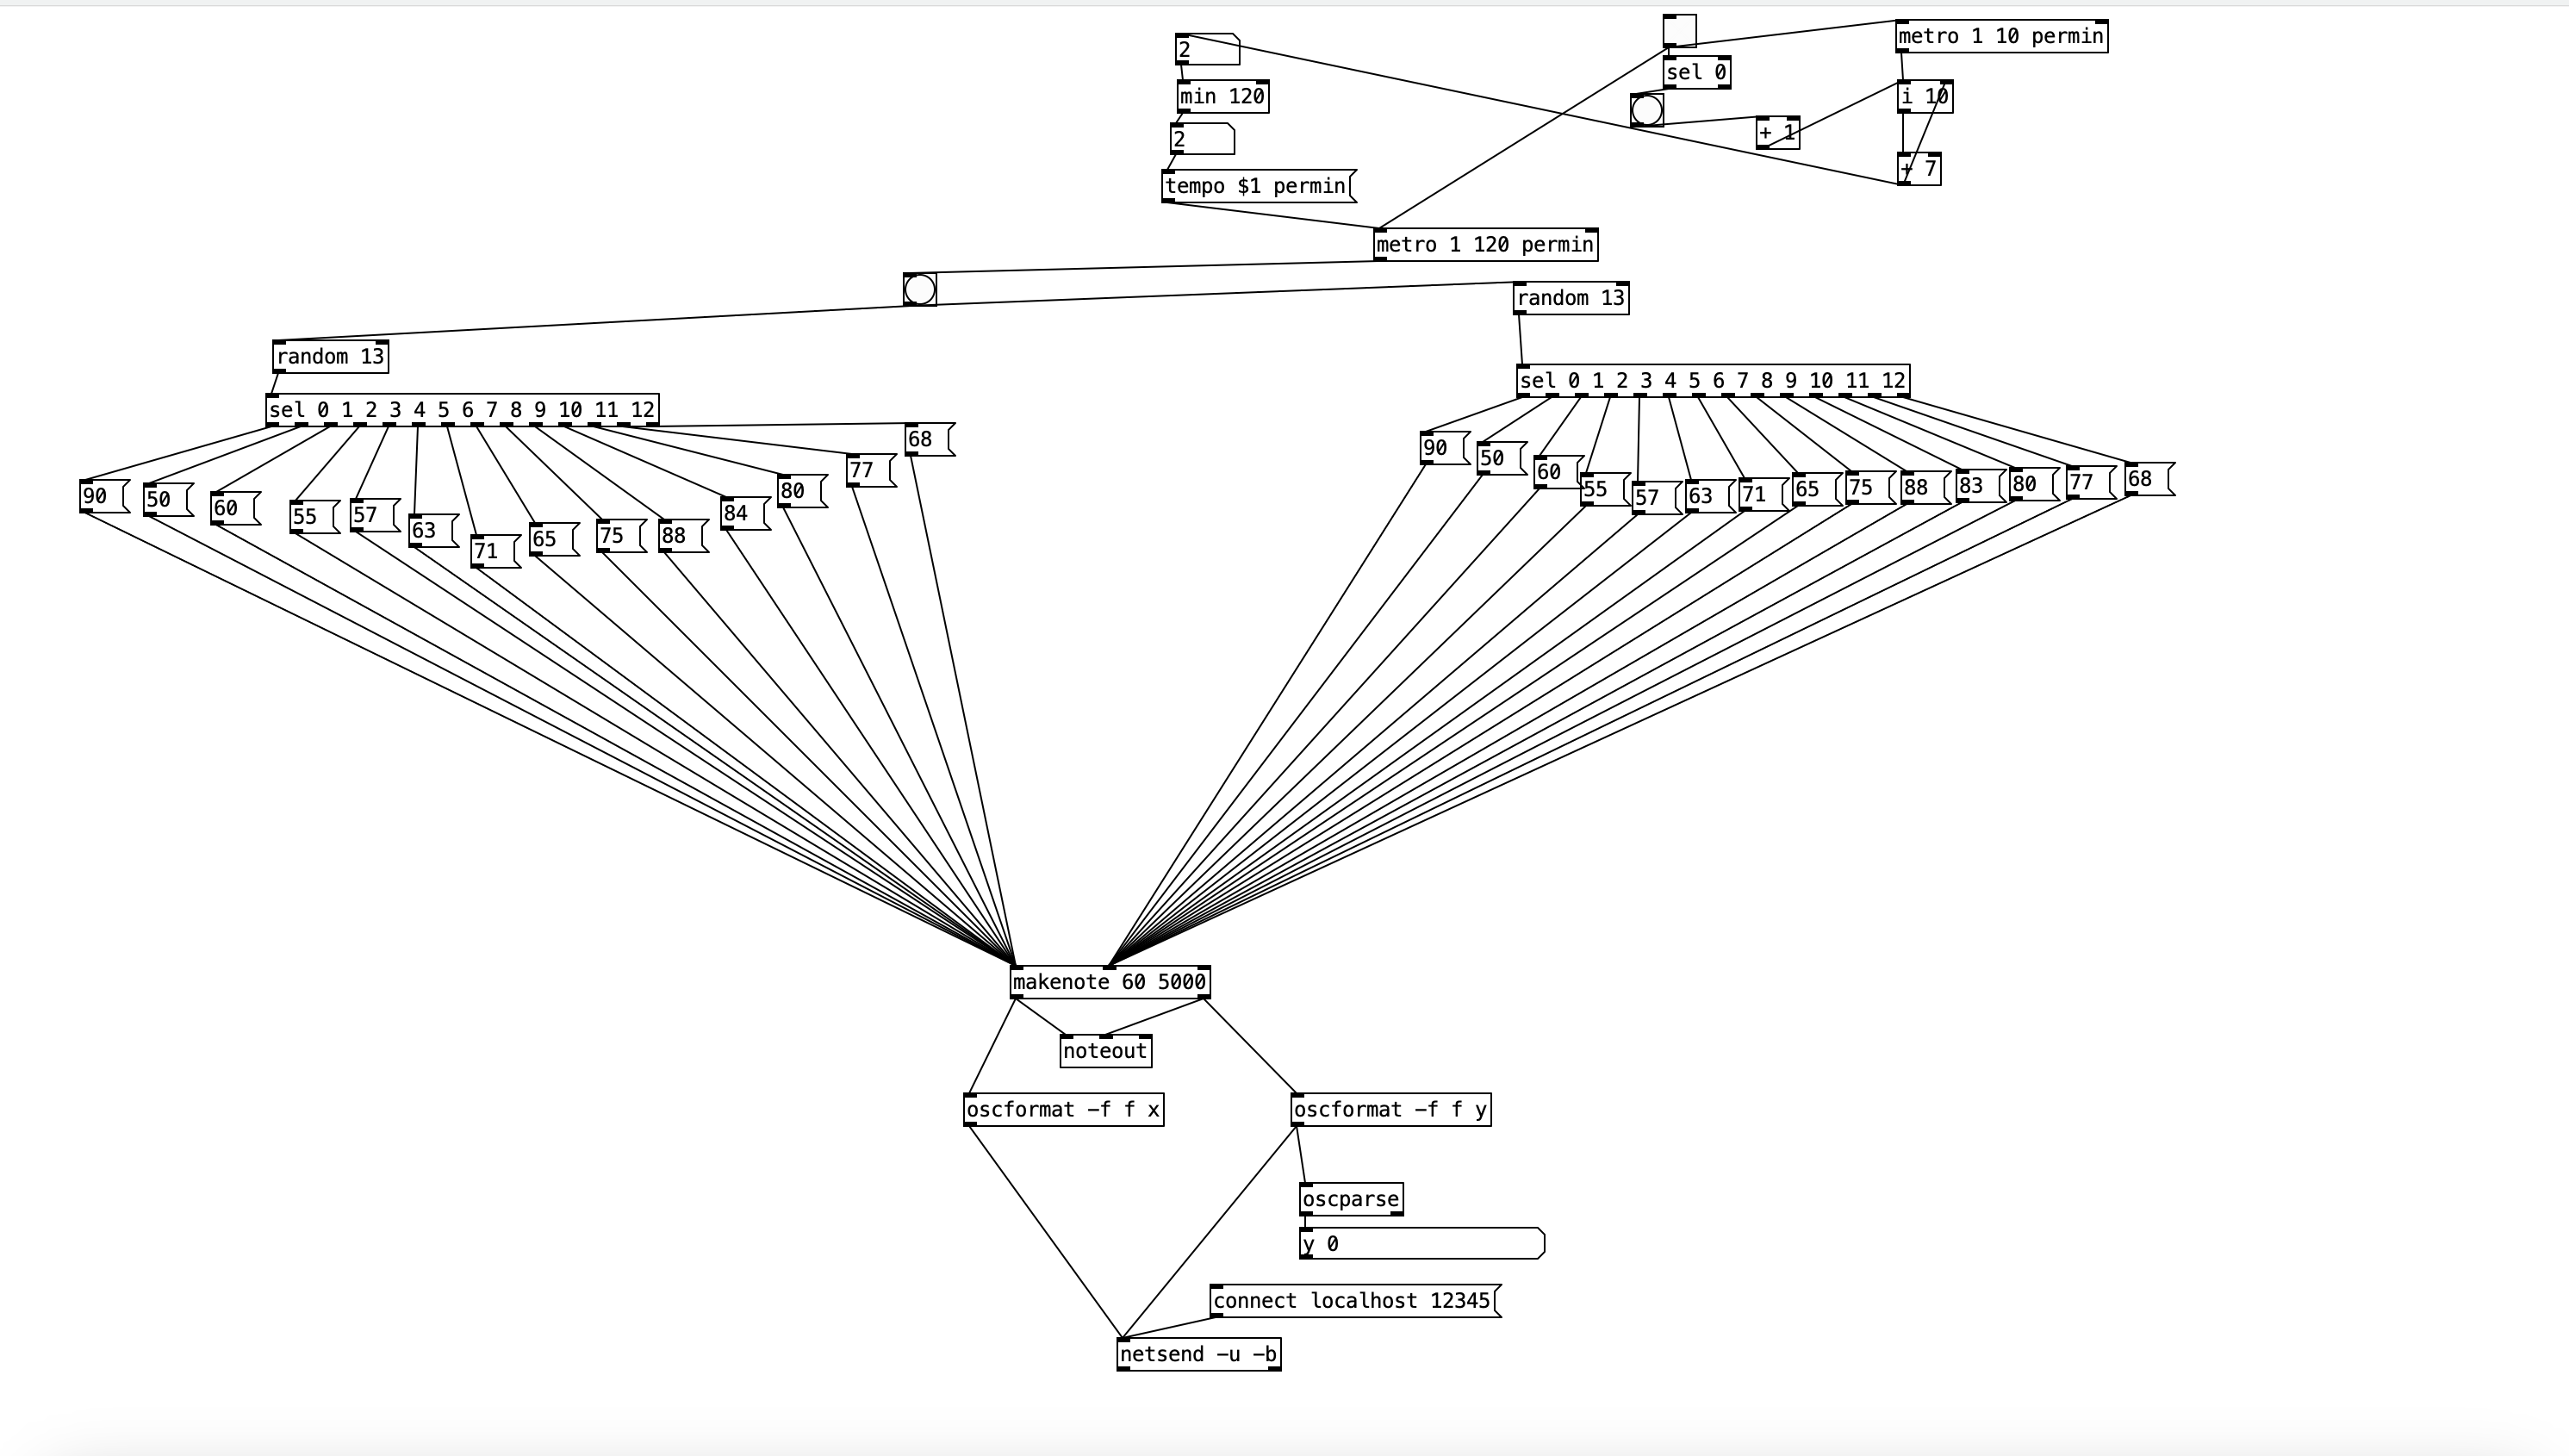 2
metro 1 10 permin
sel 0
min 120
i 10
+ 1
2
+ 7
tempo $1 permin
metro 1 120 permin
random 13
random 13
sel 0 1 2 3 4 5 6 7 8 9 10 11 12
sel 0 1 2 3 4 5 6 7 8 9 10 11 12
90
50
60
55
57
63
71
65
75
88
84
80
77
68
90
50
60
55
57
63
71
65
75
88
83
80
77
68
makenote 60 5000
noteout
oscformat -f f x
oscformat -f f y
oscparse
y 0
connect localhost 12345
netsend -u -b